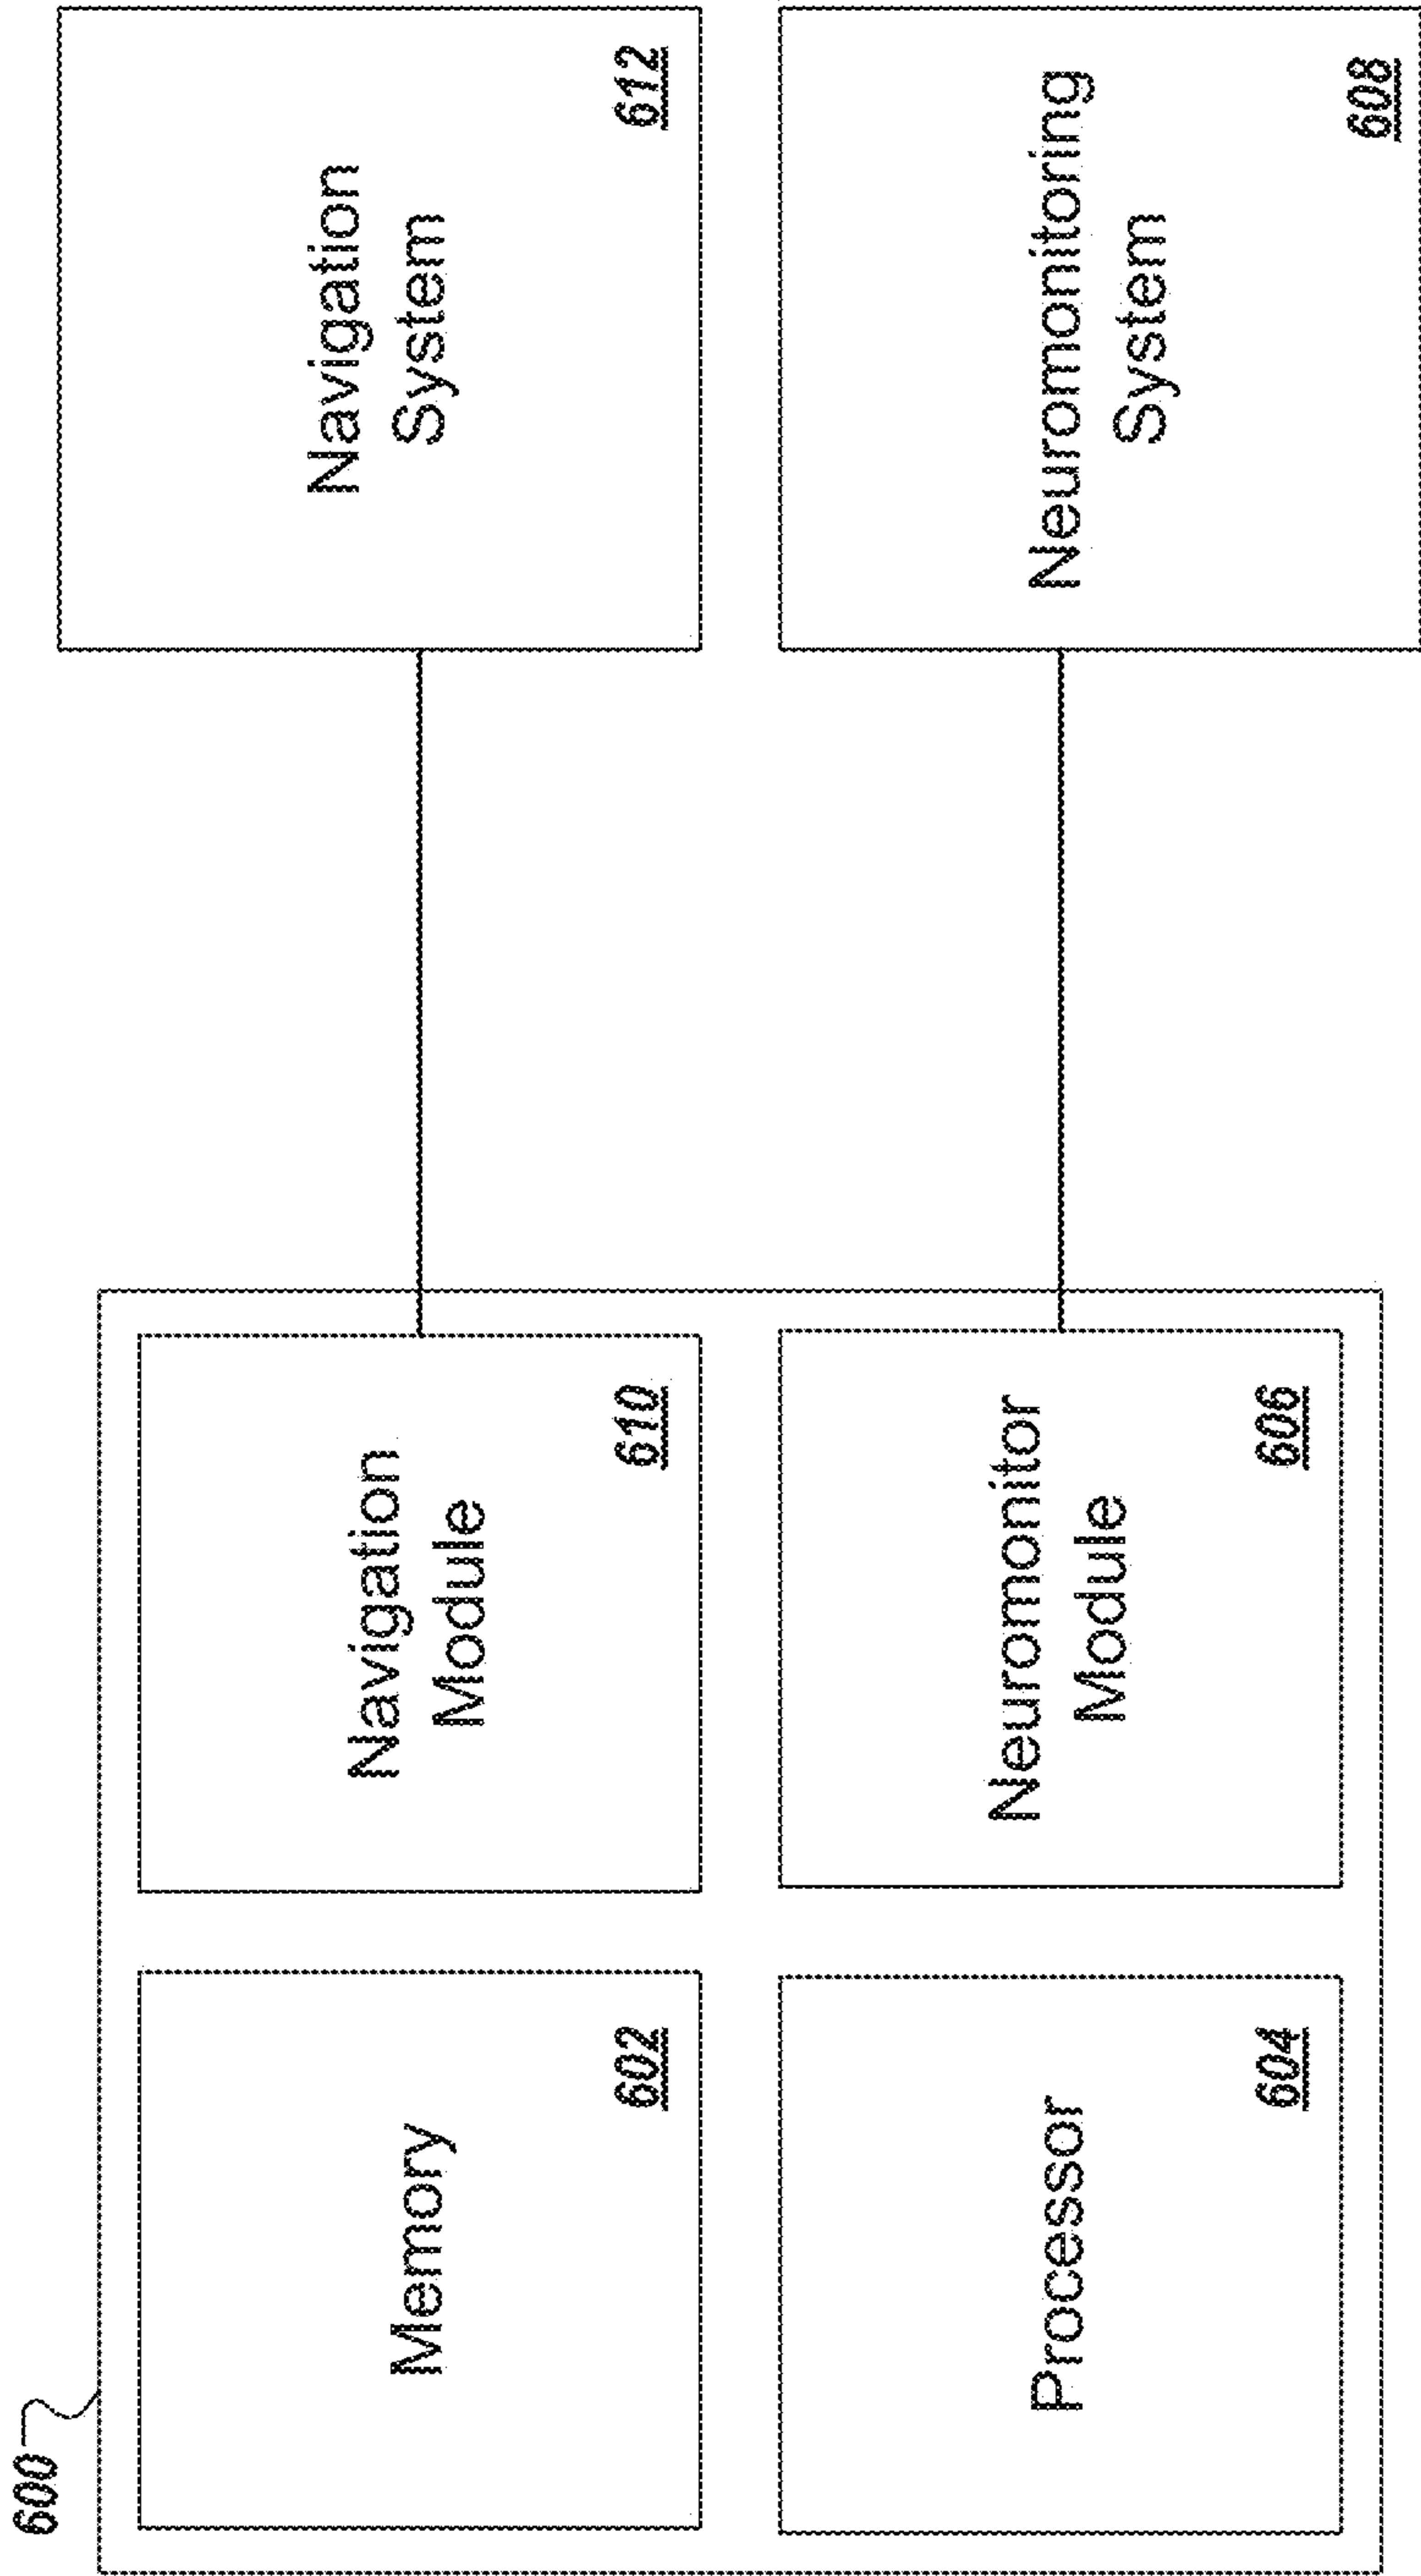 600
Memory
602
Navigation
Module
610
Navigation
System
612
Processor
604
Neuromonitor
Module
606
Neuromonitoring
System
608